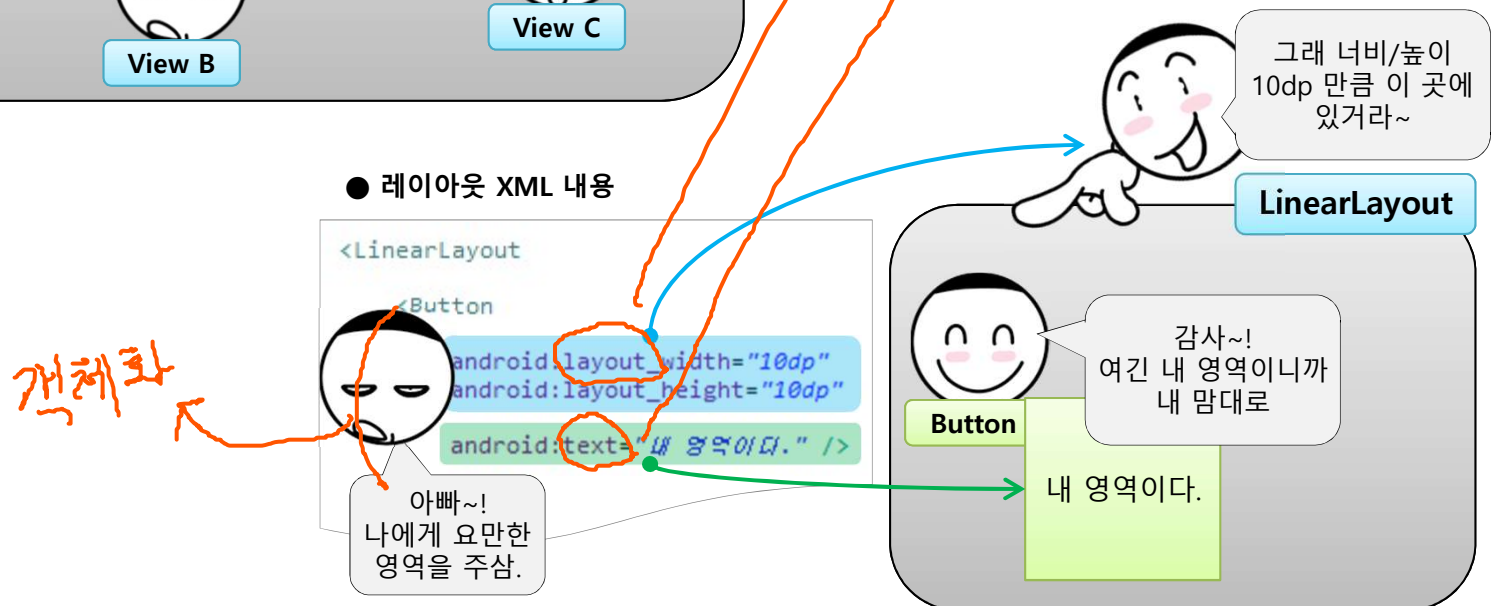 View B
View C
그래 너비/높이
10dp 만큼 이 곳에
있거라~
● 레이아웃 XML 내용
LinearLayout
<LinearLayout
<Button
android:layout_width="10dp"
android:layout_height="10dp"
android:text="내 영역이다." />
객체화
아빠~!
나에게 요만한
영역을 주삼.
감사~!
여긴 내 영역이니까
내 맘대로
Button
내 영역이다.